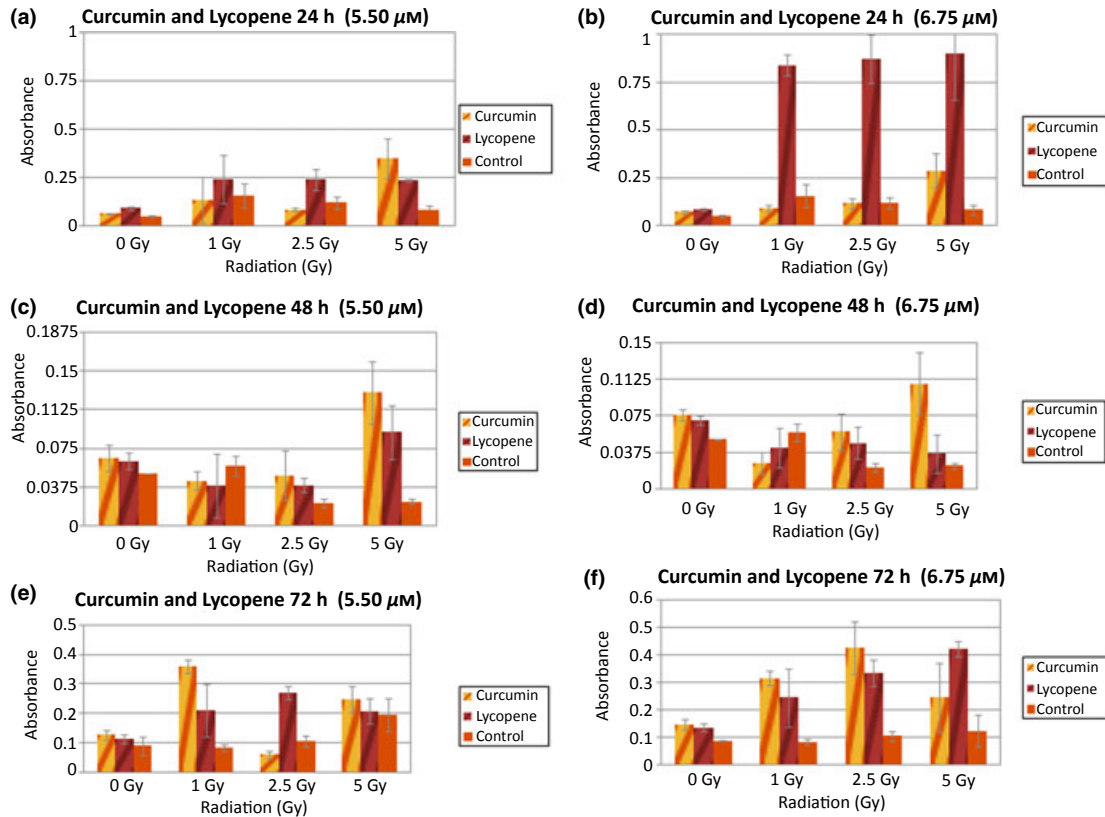 (a) Curcumin and Lycopene 24 h (5.50 µM)
1
0.75
0.5
0.25
0
Absorbance
0 Gy 1 Gy 2.5 Gy 5 Gy
Radiation (Gy)
Curcumin
Lycopene
Control
(b) Curcumin and Lycopene 24 h (6.75 µM)
1
0.75
0.5
0.25
0
Absorbance
0 Gy 1 Gy 2.5 Gy 5 Gy
Radiation (Gy)
Curcumin
Lycopene
Control
(c) Curcumin and Lycopene 48 h (5.50 µM)
0.1875
0.15
0.1125
0.075
0.0375
0
Absorbance
0 Gy 1 Gy 2.5 Gy 5 Gy
Radiation (Gy)
Curcumin
Lycopene
Control
(d) Curcumin and Lycopene 48 h (6.75 µM)
0.15
0.1125
0.075
0.0375
0
Absorbance
0 Gy 1 Gy 2.5 Gy 5 Gy
Radiation (Gy)
Curcumin
Lycopene
Control
(e) Curcumin and Lycopene 72 h (5.50 µM)
0.5
0.4
0.3
0.2
0.1
0
Absorbance
0 Gy 1 Gy 2.5 Gy 5 Gy
Radiation (Gy)
Curcumin
Lycopene
Control
(f) Curcumin and Lycopene 72 h (6.75 µM)
0.6
0.5
0.4
0.3
0.2
0.1
0
Absorbance
0 Gy 1 Gy 2.5 Gy 5 Gy
Radiation (Gy)
Curcumin
Lycopene
Control